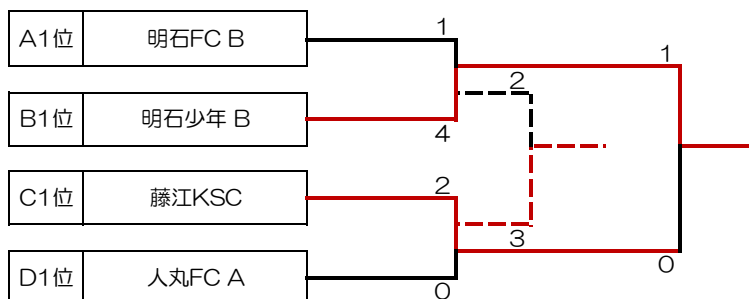 A1位 明石FC B 1
1
2
B1位 明石少年 B 4
C1位 藤江KSC 2
3
0
D1位 人丸FC A 0